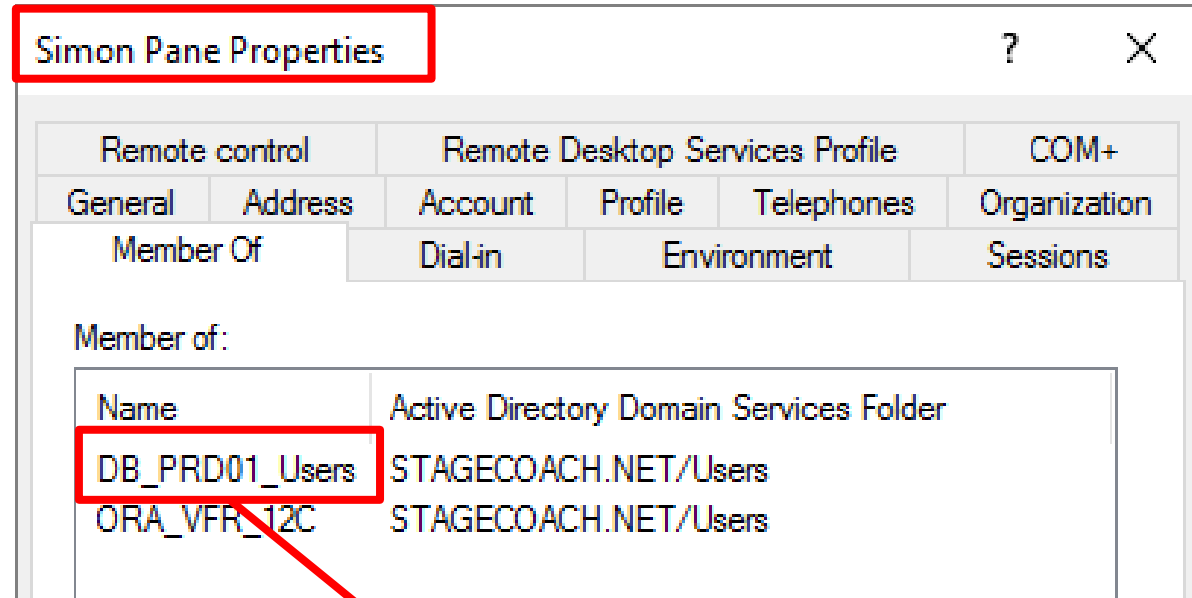 Simon Pane Properties ? ×
Remote control Remote Desktop Services Profile COM+
General Address Account Profile Telephones Organization
Member Of Dial-in Environment Sessions
Member of:
Name Active Directory Domain Services Folder
DB_PRD01_Users STAGECOACH.NET/Users
ORA_VFR_12C STAGECOACH.NET/Users